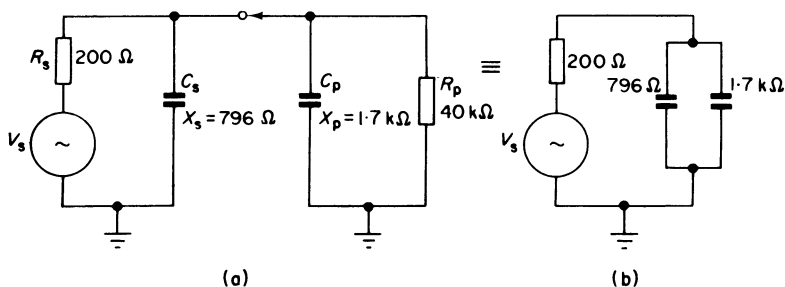 Rs 200 Ω
Cs
Xs = 796 Ω
Vs
~
Cp
Xp = 1·7 kΩ
Rp
40 kΩ
≡
200 Ω
796 Ω
1·7 kΩ
Vs
~
(a)
(b)